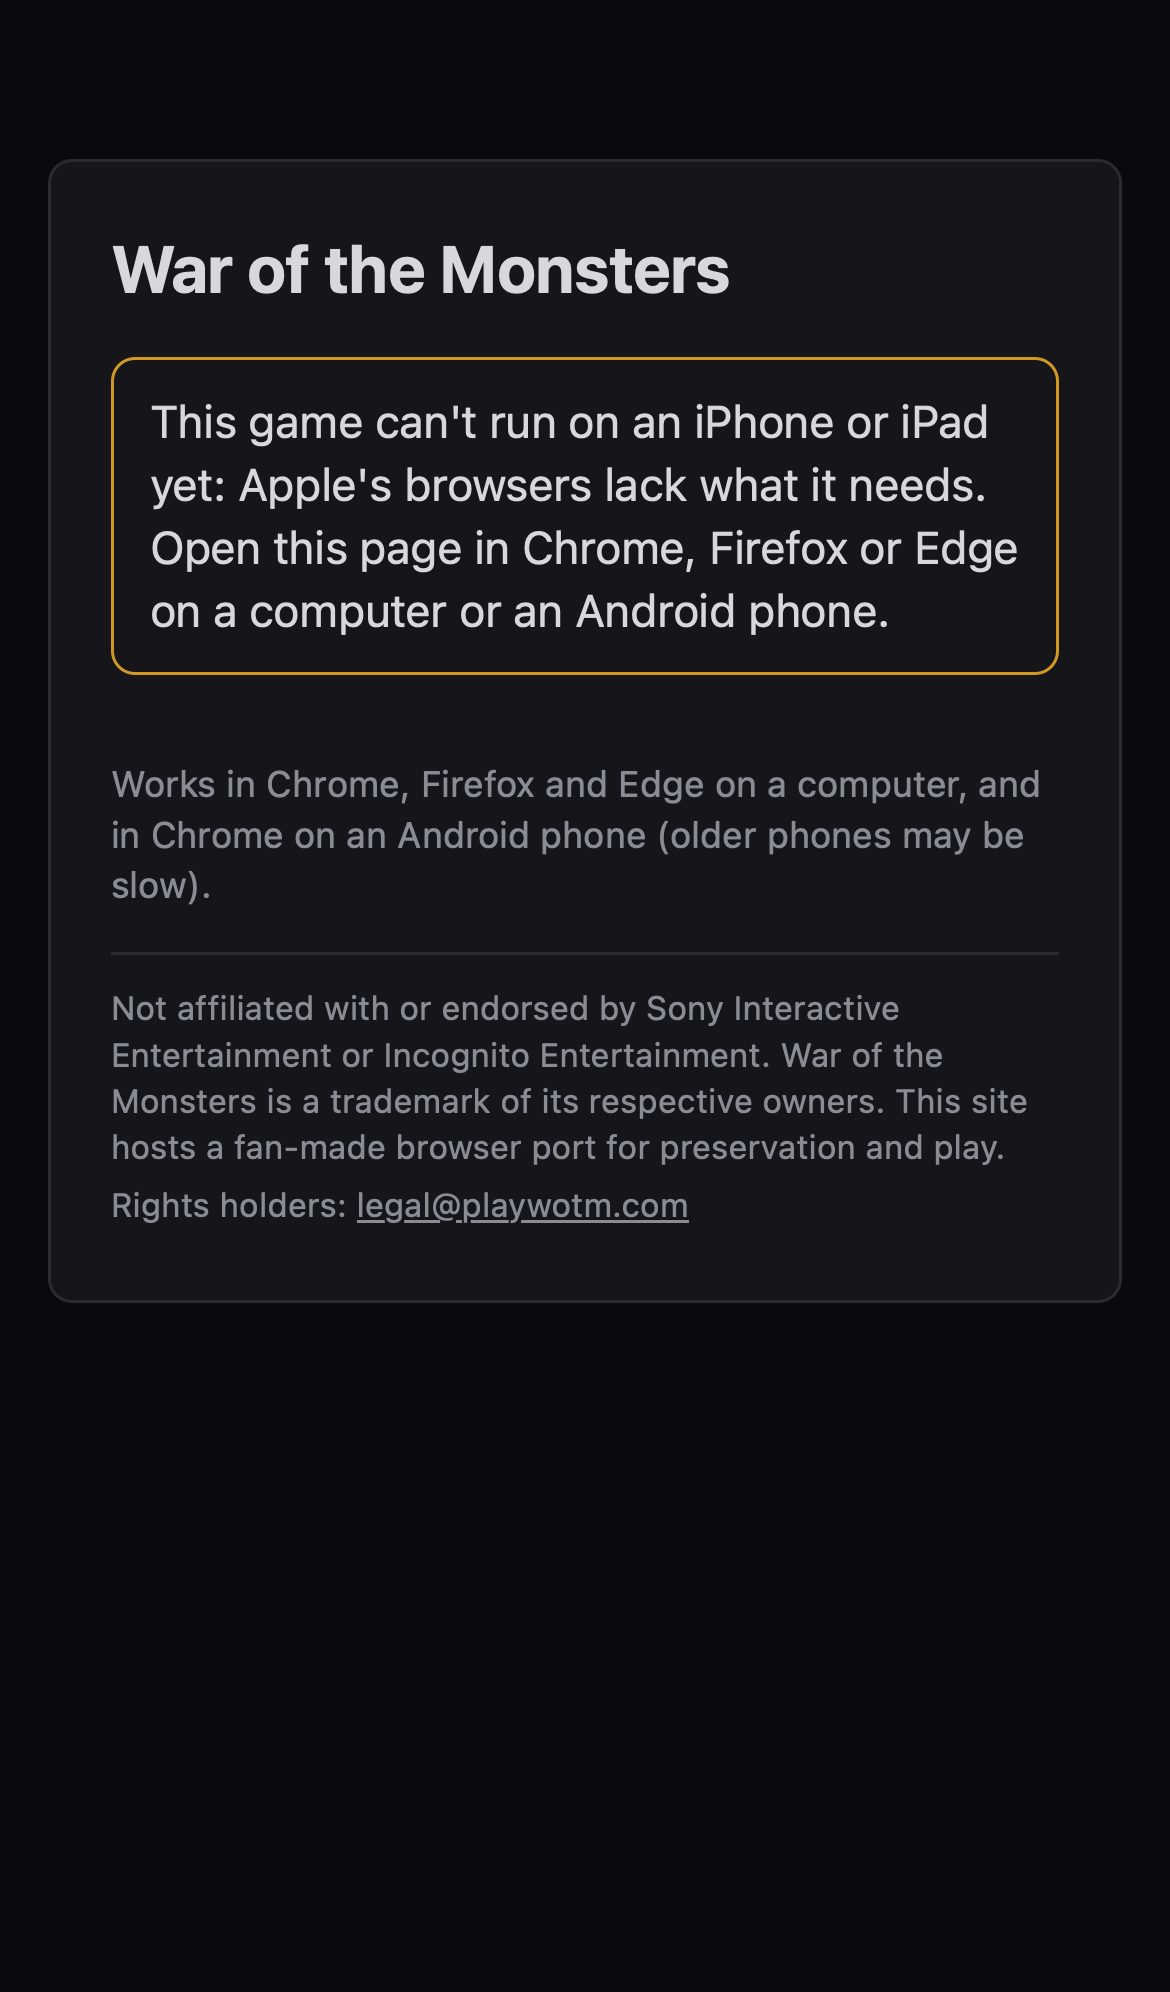 War of the Monsters
This game can't run on an iPhone or iPad
yet: Apple's browsers lack what it needs.
Open this page in Chrome, Firefox or Edge
on a computer or an Android phone.
Works in Chrome, Firefox and Edge on a computer, and
in Chrome on an Android phone (older phones may be
slow).
Not affiliated with or endorsed by Sony Interactive
Entertainment or Incognito Entertainment. War of the
Monsters is a trademark of its respective owners. This site
hosts a fan-made browser port for preservation and play.
Rights holders: legal@playwotm.com